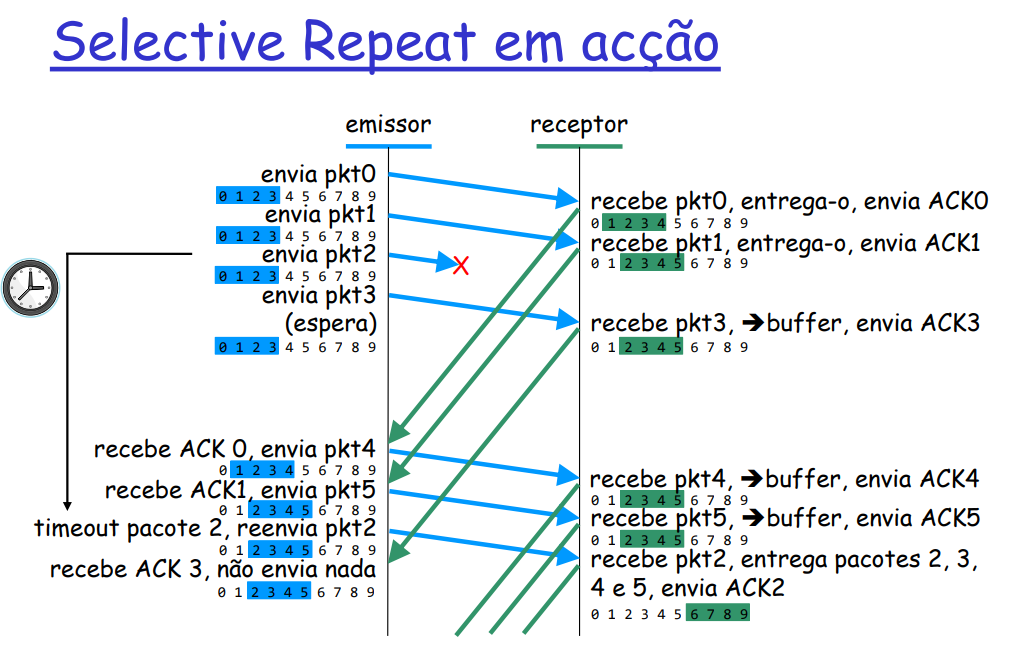 Selective Repeat em acção
emissor
receptor
envia pkt0
0 1 2 3 4 5 6 7 8 9
envia pkt1
0 1 2 3 4 5 6 7 8 9
envia pkt2
0 1 2 3 4 5 6 7 8 9
envia pkt3
(espera)
0 1 2 3 4 5 6 7 8 9
recebe ACK 0, envia pkt4
0 1 2 3 4 5 6 7 8 9
recebe ACK1, envia pkt5
0 1 2 3 4 5 6 7 8 9
timeout pacote 2, reenvia pkt2
0 1 2 3 4 5 6 7 8 9
recebe ACK 3, não envia nada
0 1 2 3 4 5 6 7 8 9
X
recebe pkt0, entrega-o, envia ACK0
0 1 2 3 4 5 6 7 8 9
recebe pkt1, entrega-o, envia ACK1
0 1 2 3 4 5 6 7 8 9
recebe pkt3, ➔buffer, envia ACK3
0 1 2 3 4 5 6 7 8 9
recebe pkt4, ➔buffer, envia ACK4
0 1 2 3 4 5 6 7 8 9
recebe pkt5, ➔buffer, envia ACK5
0 1 2 3 4 5 6 7 8 9
recebe pkt2, entrega pacotes 2, 3,
4 e 5, envia ACK2
0 1 2 3 4 5 6 7 8 9